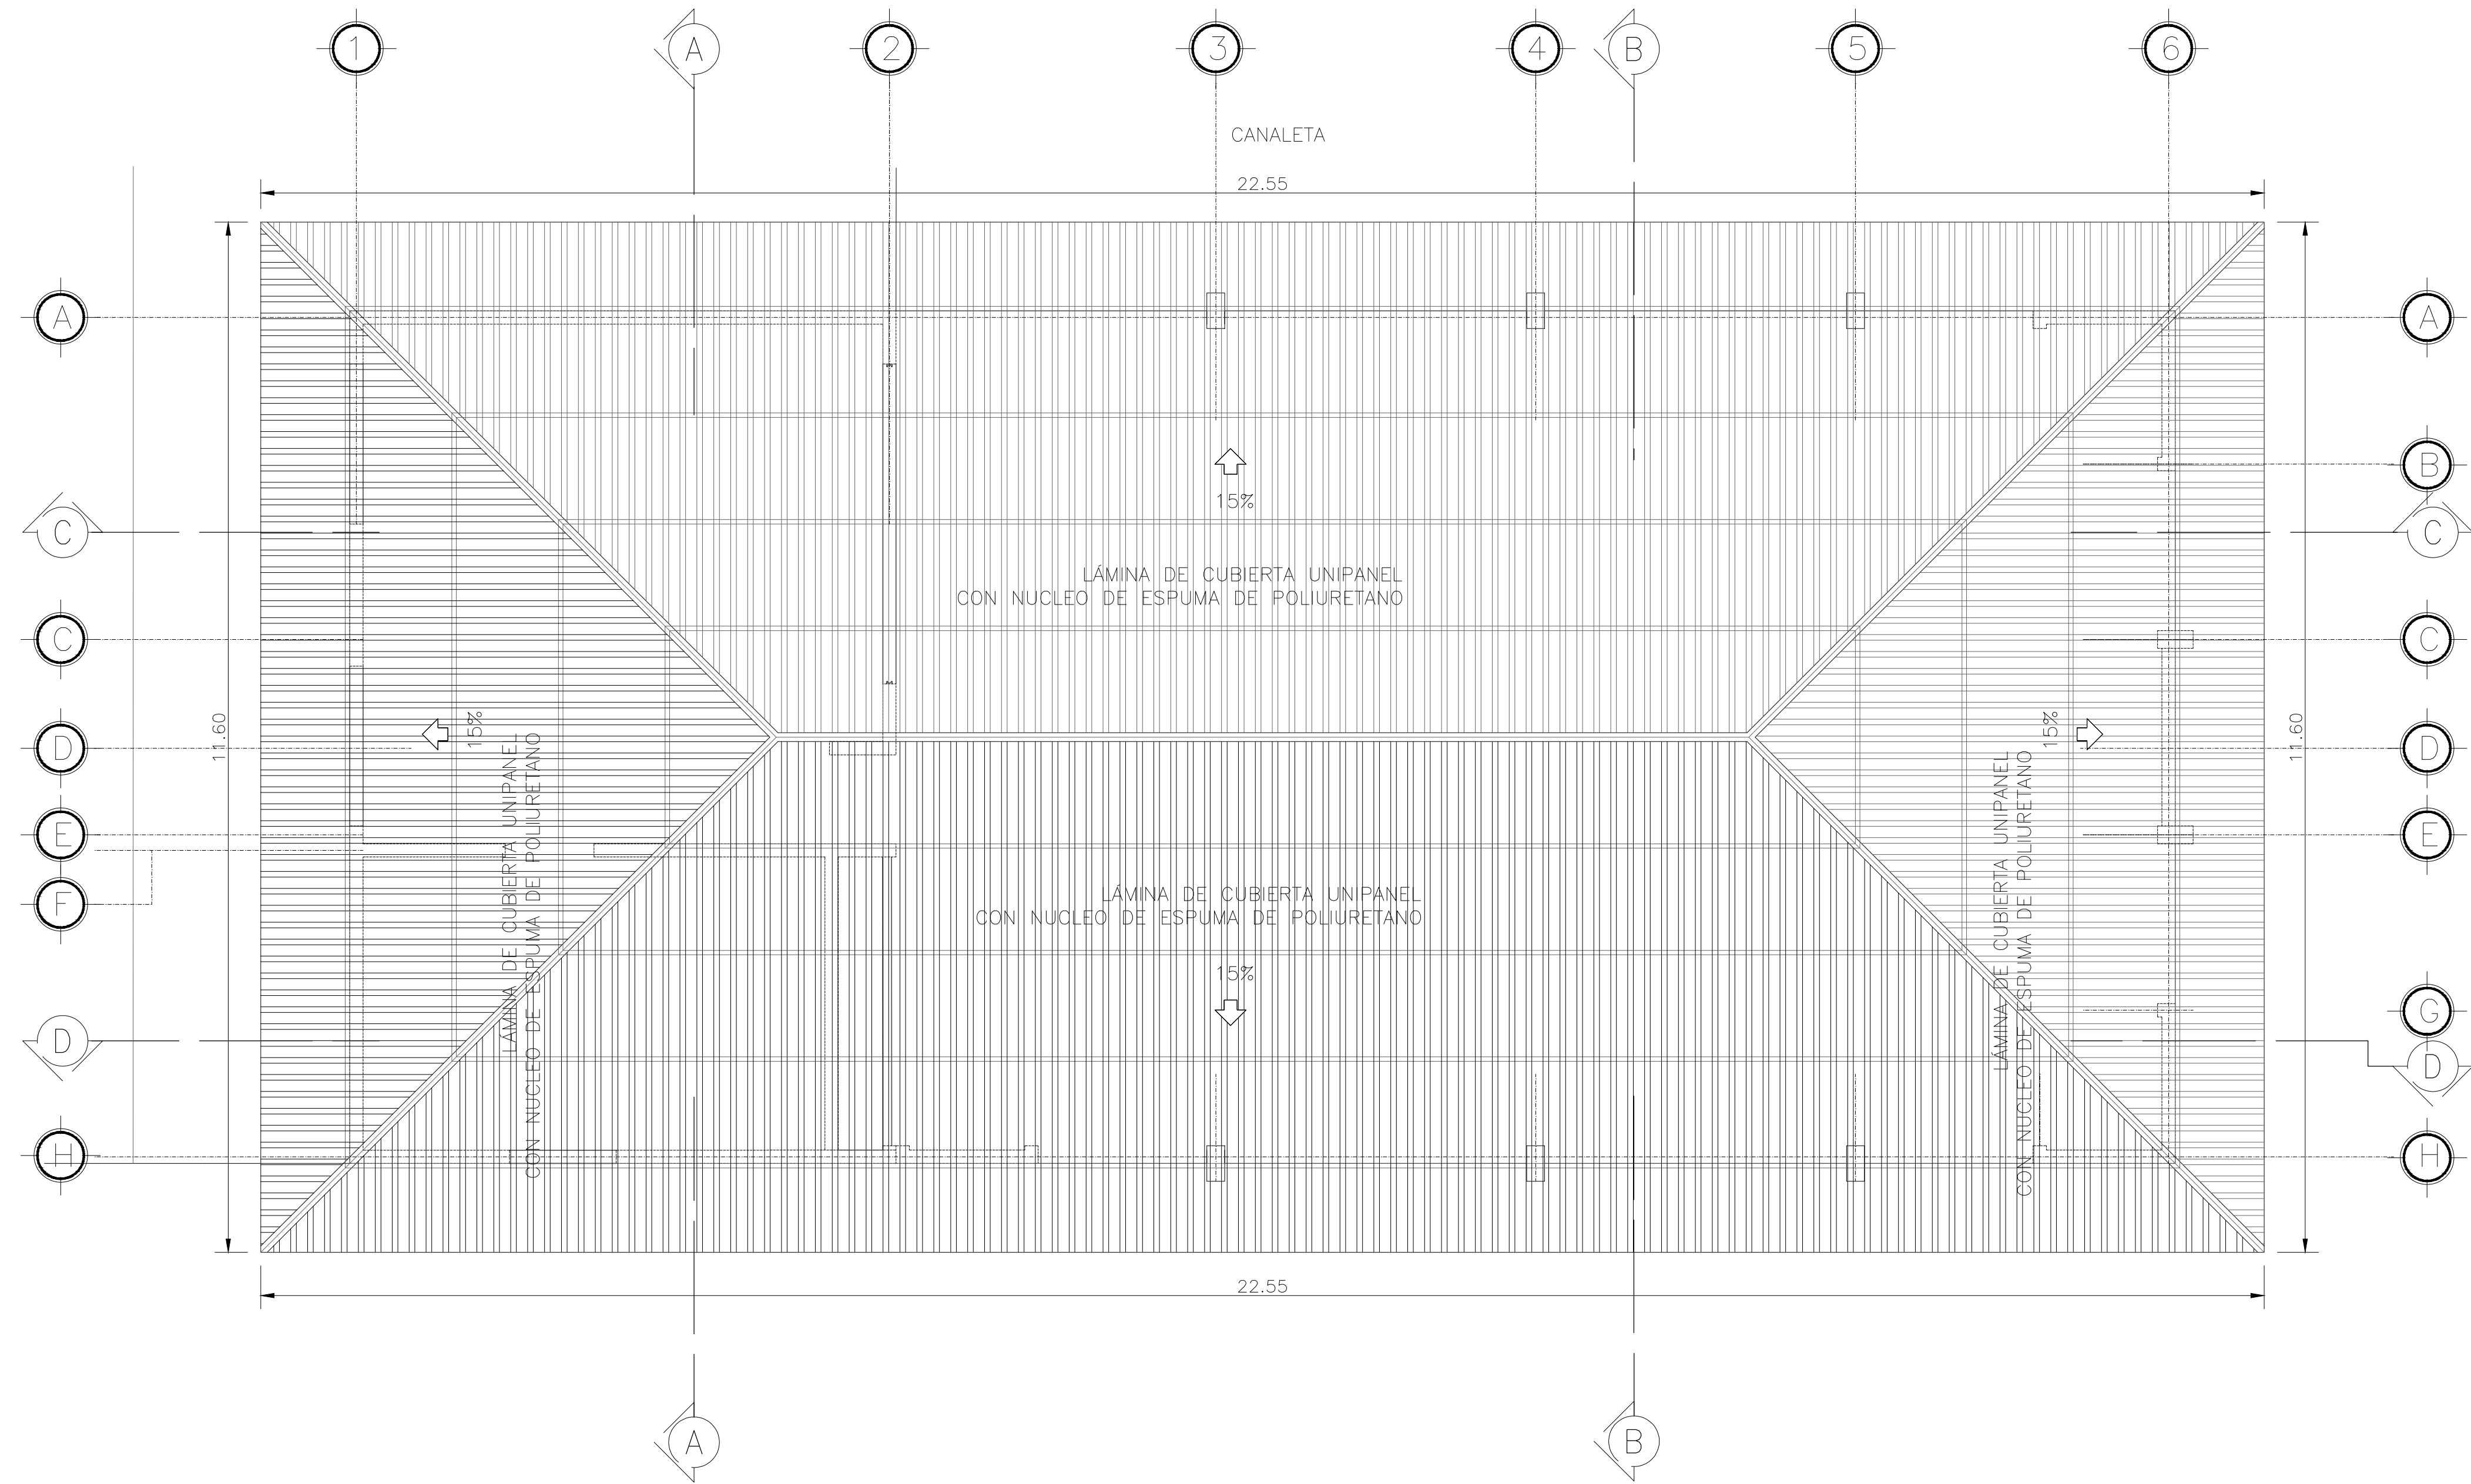 1
A
2
3
4
B
5
6
CANALETA
22.55
A
A
B
C
C
15%
LÁMINA DE CUBIERTA UNIPANEL
CON NUCLEO DE ESPUMA DE POLIURETANO
C
C
11.60
15%
LÁMINA DE CUBIERTA UNIPANEL
CON NUCLEO DE ESPUMA DE POLIURETANO
15%
LÁMINA DE CUBIERTA UNIPANEL
CON NUCLEO DE ESPUMA DE POLIURETANO
11.60
D
D
E
E
F
LÁMINA DE CUBIERTA UNIPANEL
CON NUCLEO DE ESPUMA DE POLIURETANO
15%
G
D
D
H
H
22.55
A
B